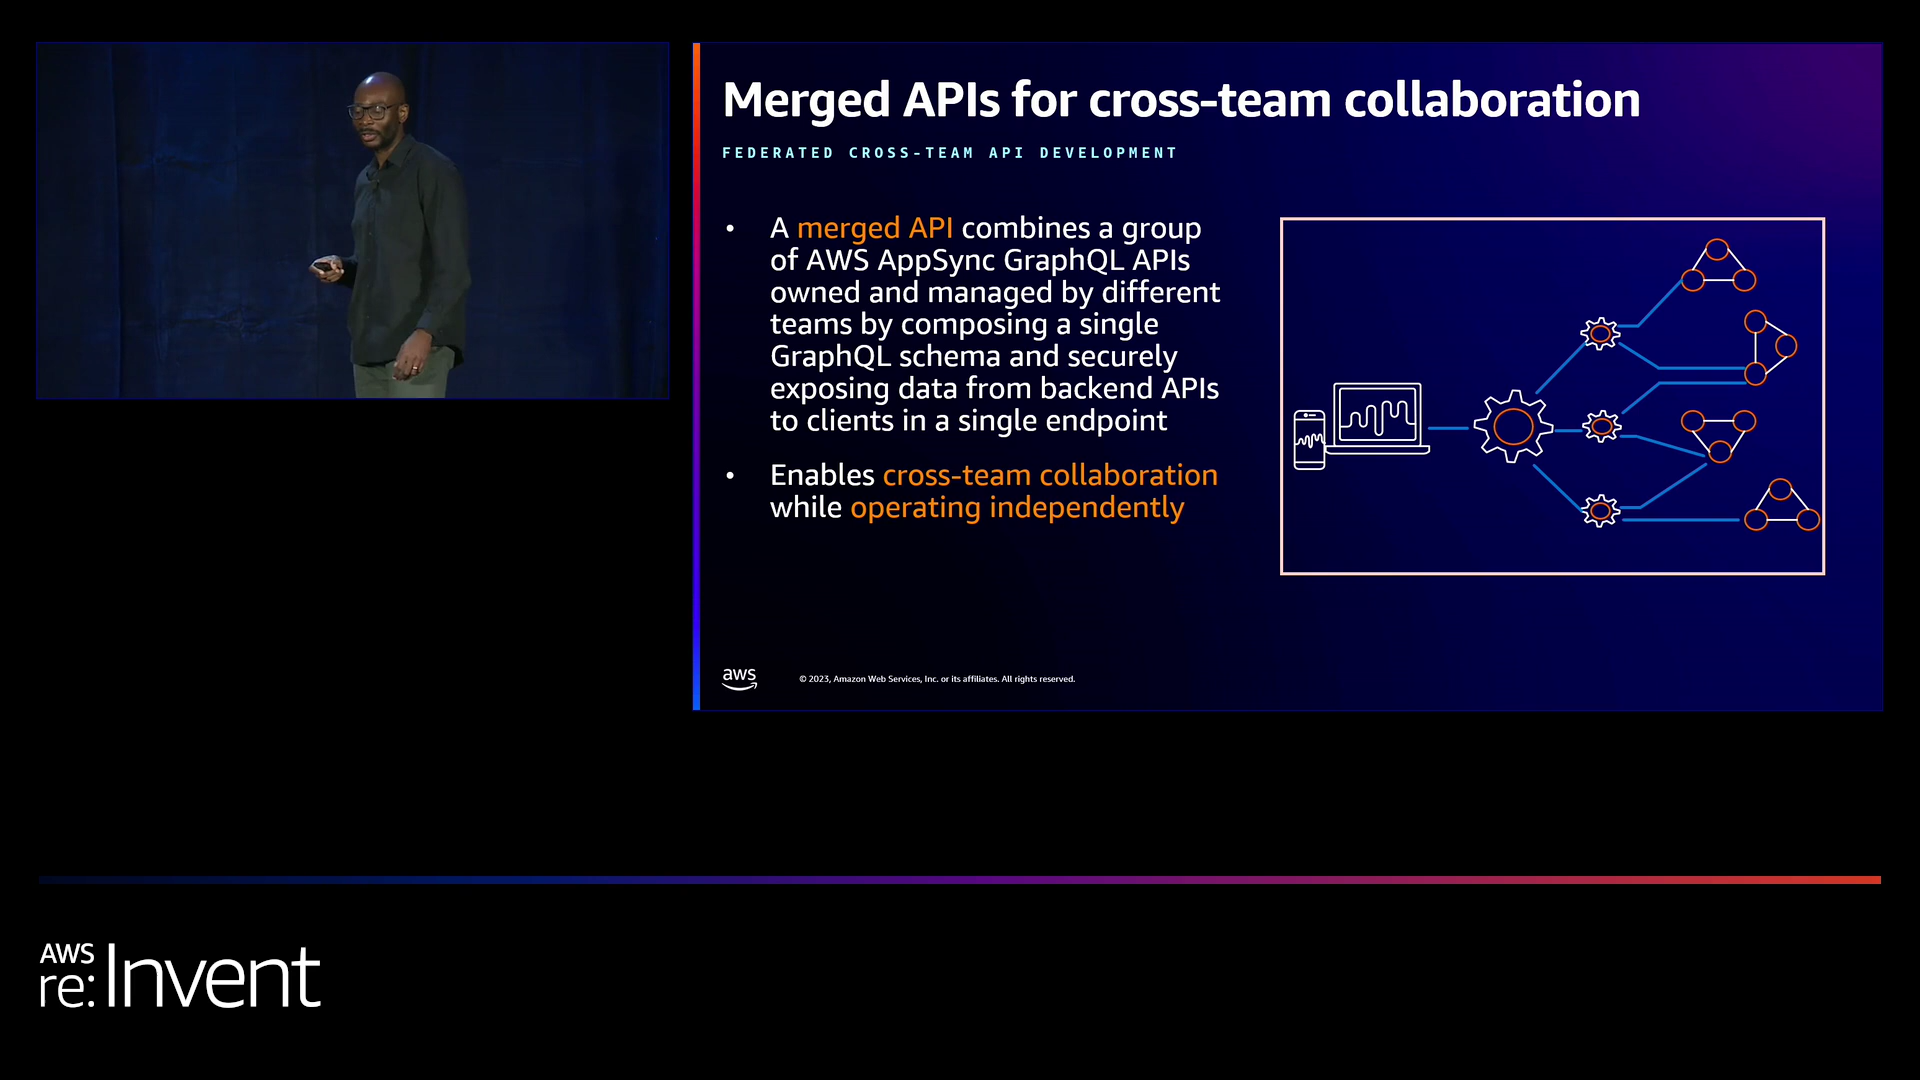 Merged APIs for cross-team collaboration
FEDERATED CROSS-TEAM API DEVELOPMENT
• A merged API combines a group
of AWS AppSync GraphQL APIs
owned and managed by different
teams by composing a single
GraphQL schema and securely
exposing data from backend APIs
to clients in a single endpoint
• Enables cross-team collaboration
while operating independently
aws
© 2023, Amazon Web Services, Inc. or its affiliates. All rights reserved.
AWS
re:Invent